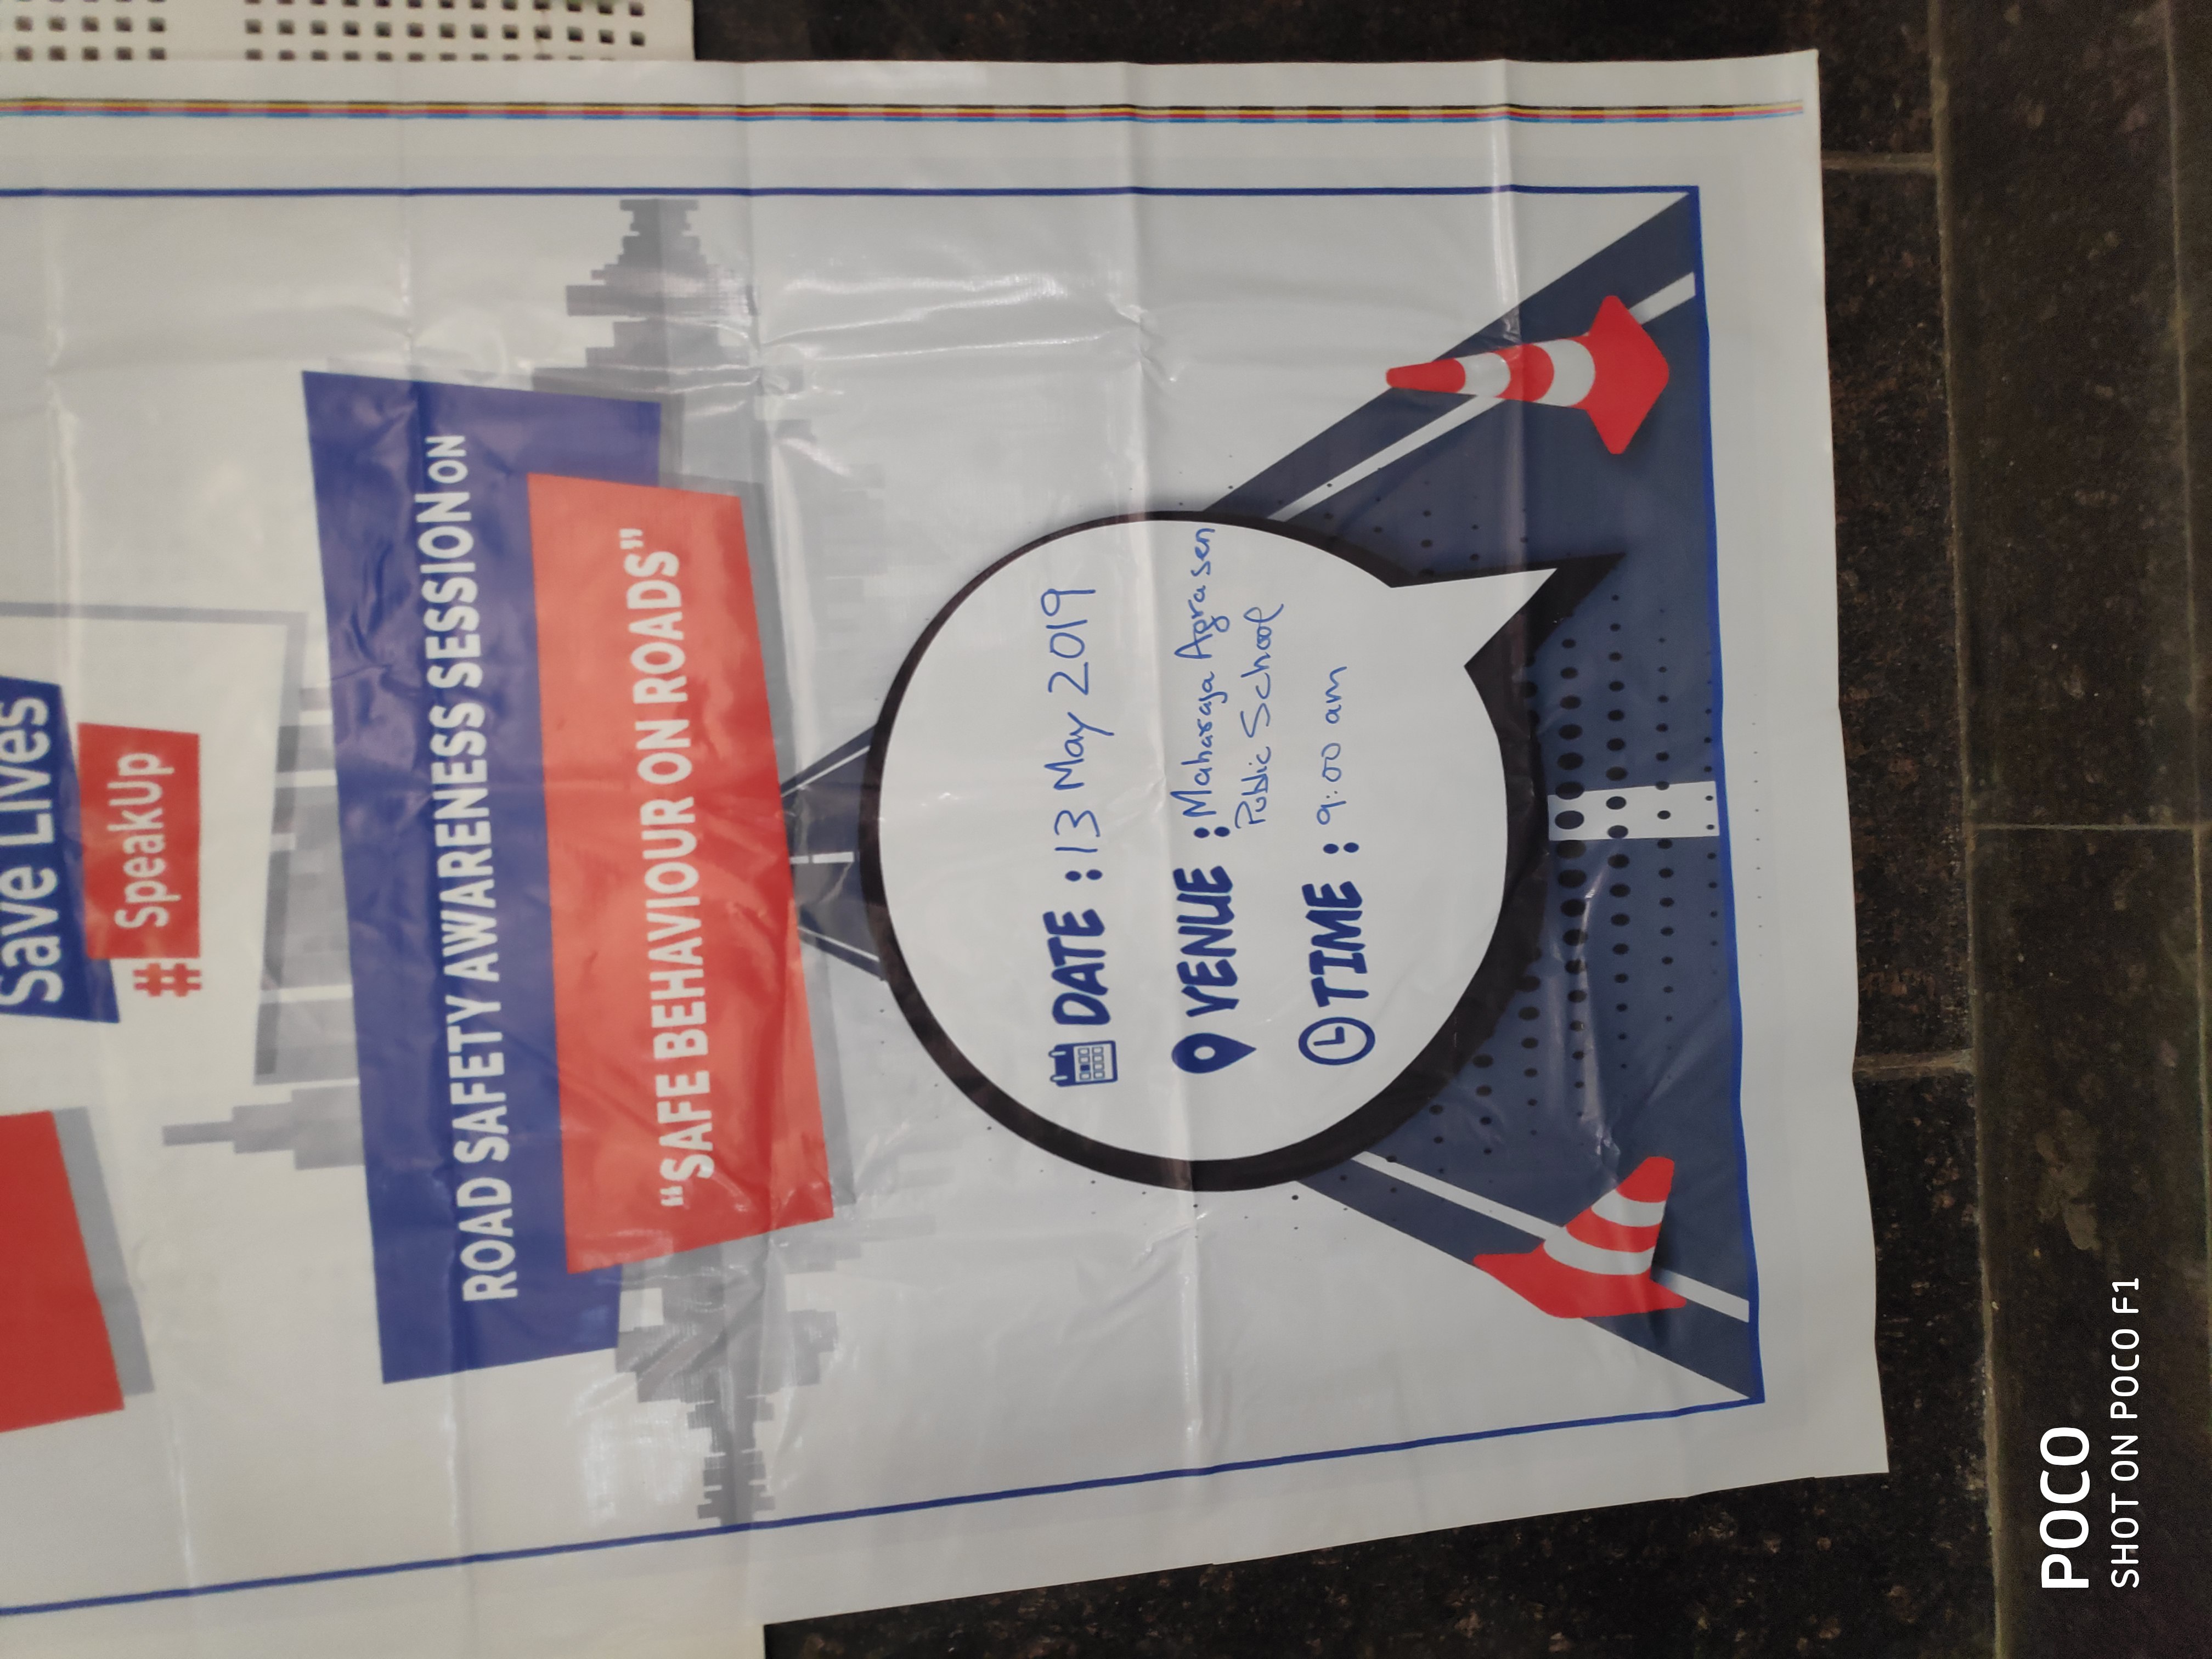 Save Lives
# SpeakUp
ROAD SAFETY AWARENESS SESSION ON
“SAFE BEHAVIOUR ON ROADS”
DATE : 13 May 2019
VENUE : Maharaja Agrasen
Public School
TIME : 9:00 am
POCO
SHOT ON POCO F1